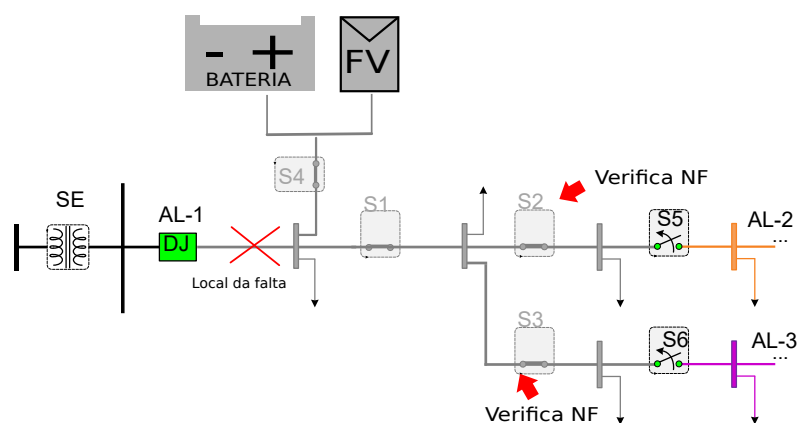 - +
BATERIA
FV
S4
Verifica NF
SE
AL-1
S1
S2
S5
AL-2
DJ
...
Local da falta
S3
S6
AL-3
...
Verifica NF